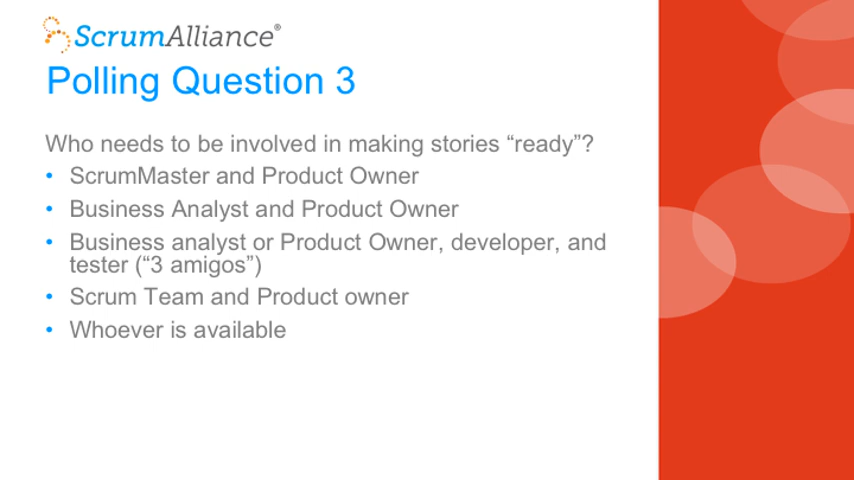 ScrumAlliance®
Polling Question 3
Who needs to be involved in making stories “ready”?
• ScrumMaster and Product Owner
• Business Analyst and Product Owner
• Business analyst or Product Owner, developer, and
tester (“3 amigos”)
• Scrum Team and Product owner
• Whoever is available